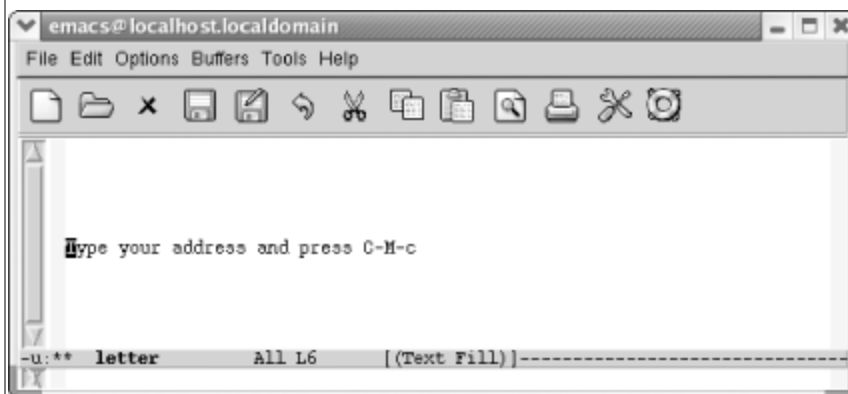 emacs@localhost.localdomain
File Edit Options Buffers Tools Help
Type your address and press C-M-c
-u:** letter All L6 [(Text Fill)]------------------------------